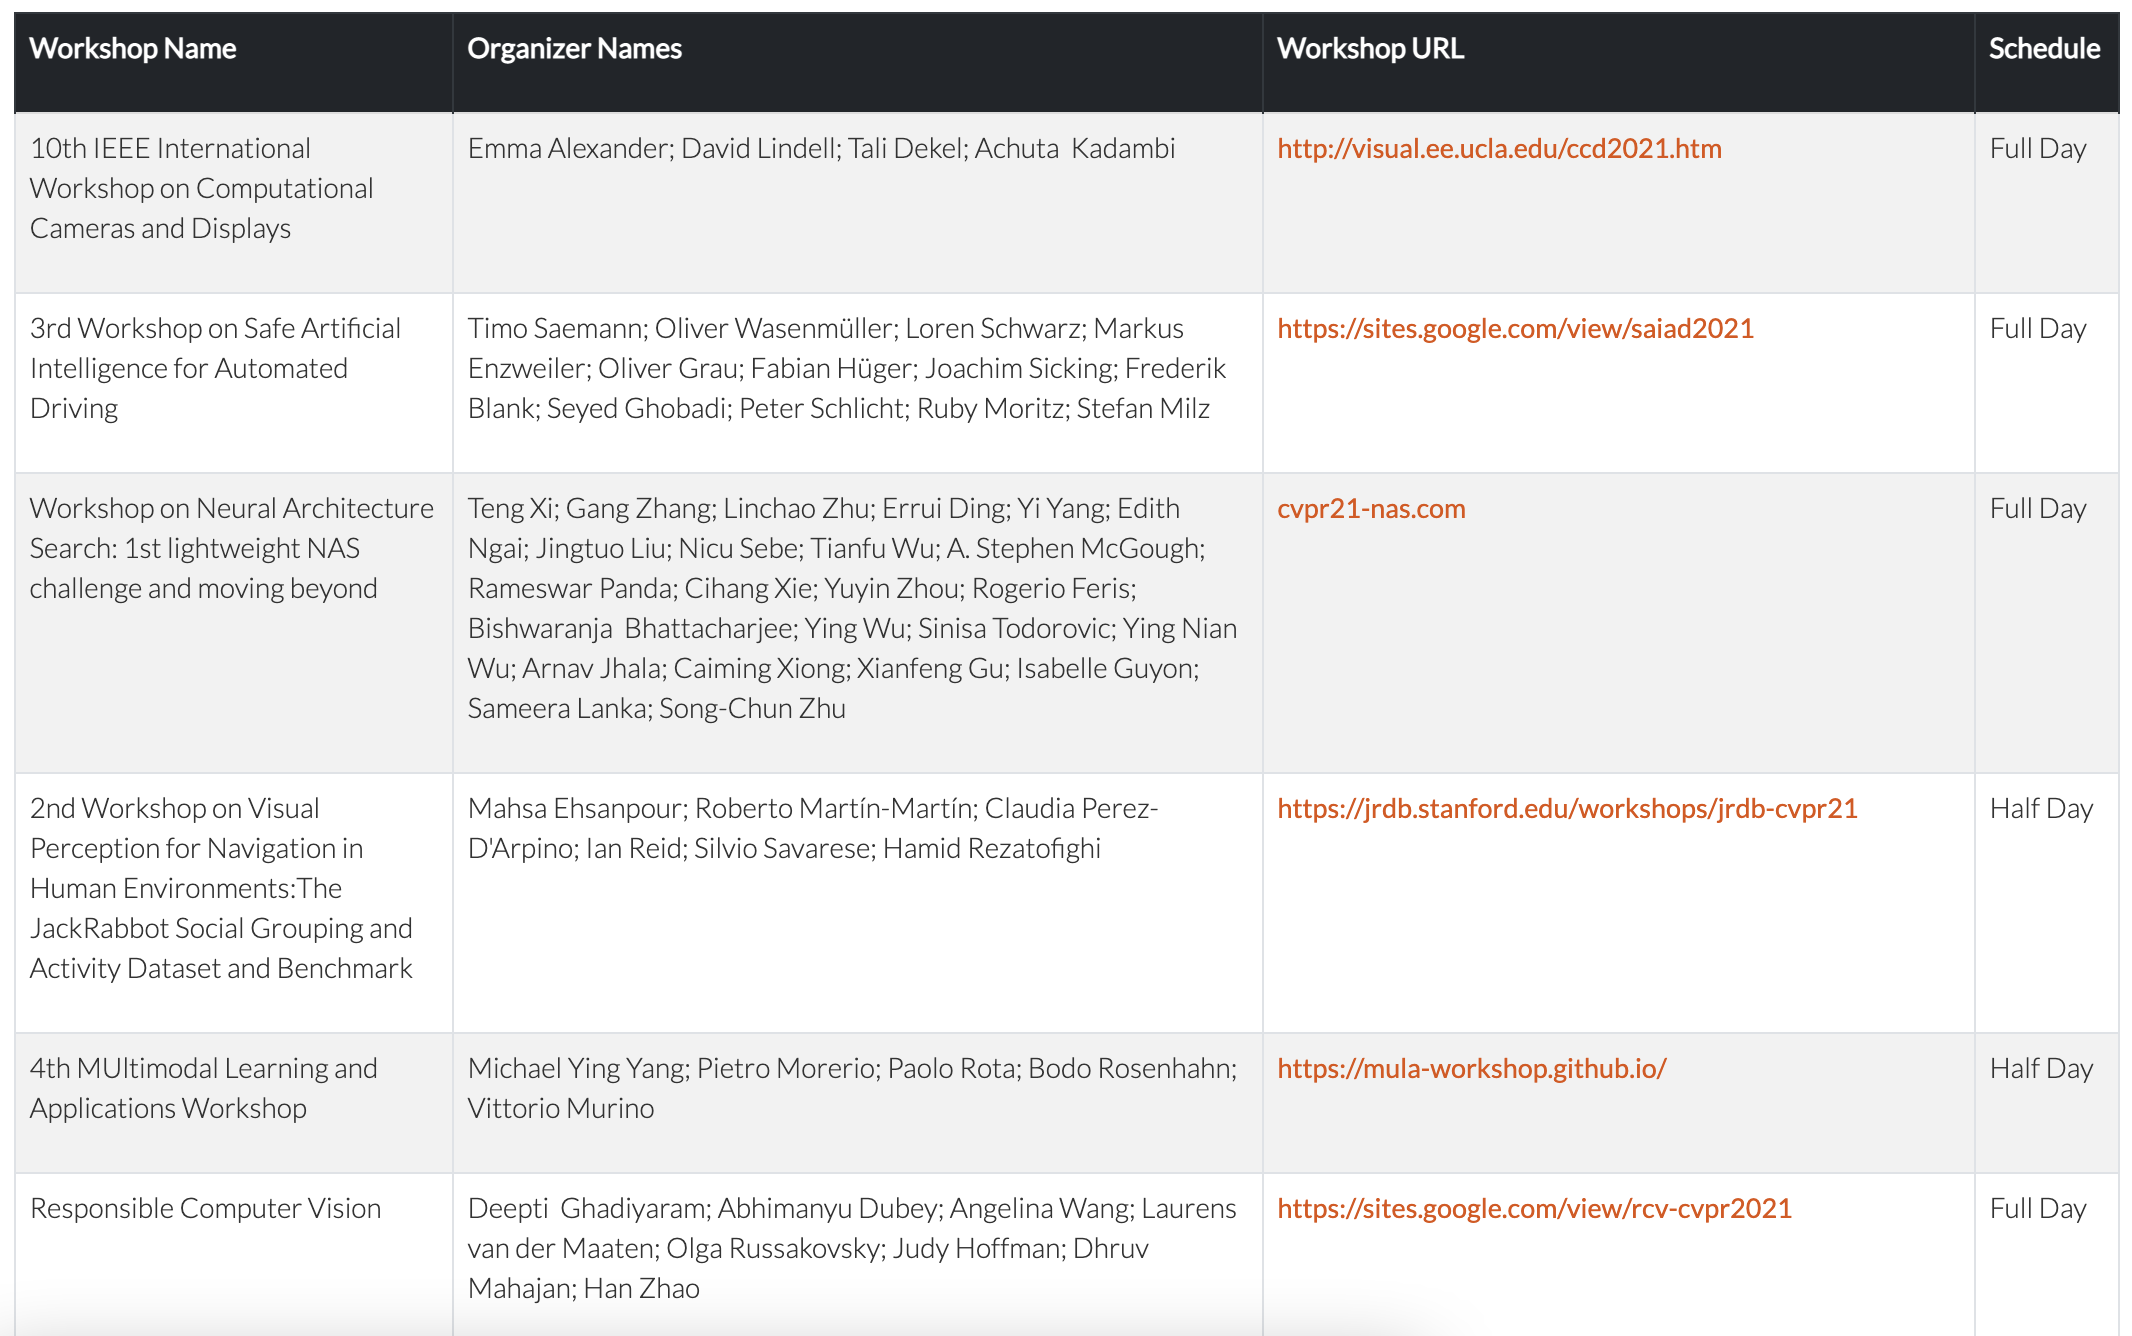 Workshop Name
Organizer Names
Workshop URL
Schedule
10th IEEE International
Workshop on Computational
Cameras and Displays
Emma Alexander; David Lindell; Tali Dekel; Achuta  Kadambi
http://visual.ee.ucla.edu/ccd2021.htm
Full Day
3rd Workshop on Safe Artificial
Intelligence for Automated
Driving
Timo Saemann; Oliver Wasenmüller; Loren Schwarz; Markus
Enzweiler; Oliver Grau; Fabian Hüger; Joachim Sicking; Frederik
Blank; Seyed Ghobadi; Peter Schlicht; Ruby Moritz; Stefan Milz
https://sites.google.com/view/saiad2021
Full Day
Workshop on Neural Architecture
Search: 1st lightweight NAS
challenge and moving beyond
Teng Xi; Gang Zhang; Linchao Zhu; Errui Ding; Yi Yang; Edith
Ngai; Jingtuo Liu; Nicu Sebe; Tianfu Wu; A. Stephen McGough;
Rameswar Panda; Cihang Xie; Yuyin Zhou; Rogerio Feris;
Bishwaranja  Bhattacharjee; Ying Wu; Sinisa Todorovic; Ying Nian
Wu; Arnav Jhala; Caiming Xiong; Xianfeng Gu; Isabelle Guyon;
Sameera Lanka; Song-Chun Zhu
cvpr21-nas.com
Full Day
2nd Workshop on Visual
Perception for Navigation in
Human Environments:The
JackRabbot Social Grouping and
Activity Dataset and Benchmark
Mahsa Ehsanpour; Roberto Martín-Martín; Claudia Perez-
D'Arpino; Ian Reid; Silvio Savarese; Hamid Rezatofighi
https://jrdb.stanford.edu/workshops/jrdb-cvpr21
Half Day
4th MUltimodal Learning and
Applications Workshop
Michael Ying Yang; Pietro Morerio; Paolo Rota; Bodo Rosenhahn;
Vittorio Murino
https://mula-workshop.github.io/
Half Day
Responsible Computer Vision
Deepti  Ghadiyaram; Abhimanyu Dubey; Angelina Wang; Laurens
van der Maaten; Olga Russakovsky; Judy Hoffman; Dhruv
Mahajan; Han Zhao
https://sites.google.com/view/rcv-cvpr2021
Full Day